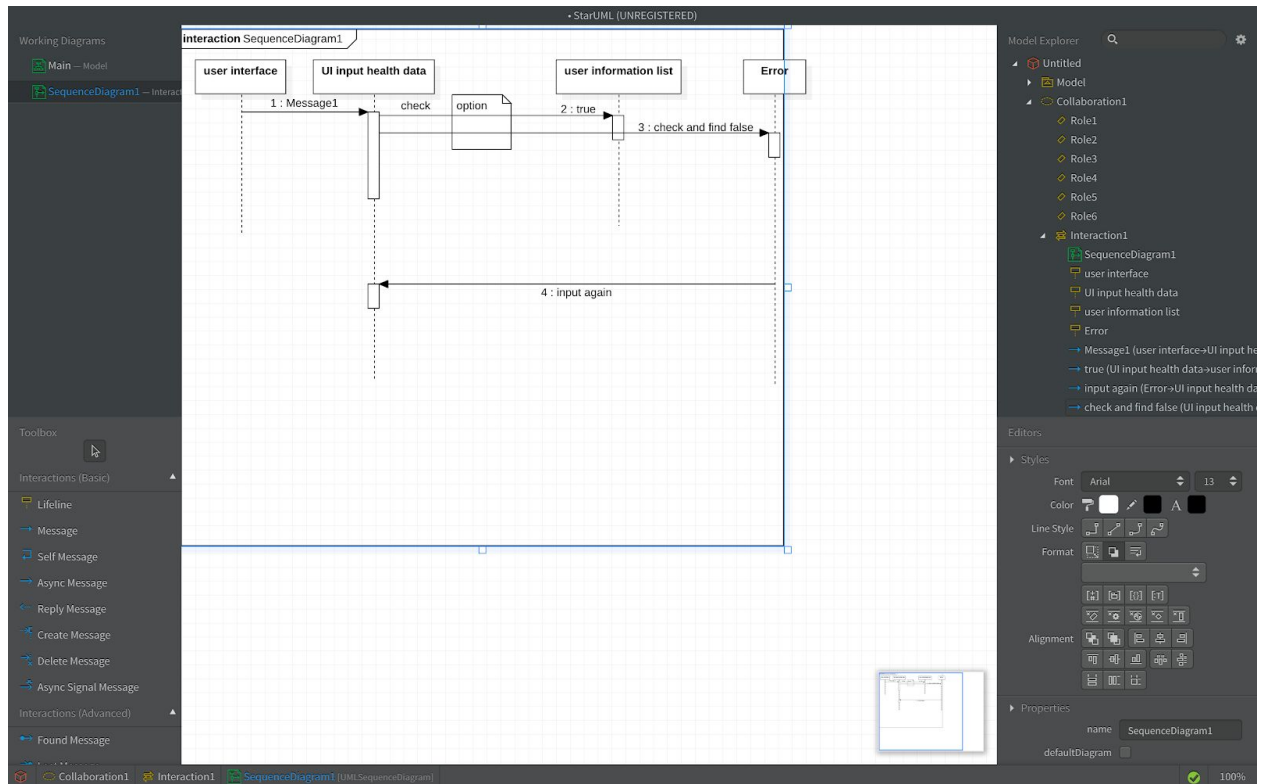 • StarUML (UNREGISTERED)
Working Diagrams
Main — Model
SequenceDiagram1 — Interact
interaction SequenceDiagram1
user interface
UI input health data
user information list
Error
1 : Message1
check
option
2 : true
3 : check and find false
4 : input again
Toolbox
Interactions (Basic)
Lifeline
Message
Self Message
Async Message
Reply Message
Create Message
Delete Message
Async Signal Message
Interactions (Advanced)
Found Message
Model Explorer
Untitled
Model
Collaboration1
Role1
Role2
Role3
Role4
Role5
Role6
Interaction1
SequenceDiagram1
user interface
UI input health data
user information list
Error
Message1 (user interface→UI input he
true (UI input health data→user infor
input again (Error→UI input health da
check and find false (UI input health
Editors
Styles
Font Arial 13
Color A
Line Style
Format
Alignment
Properties
name SequenceDiagram1
defaultDiagram
Collaboration1 Interaction1 SequenceDiagram1 [UMLSequenceDiagram] 100%